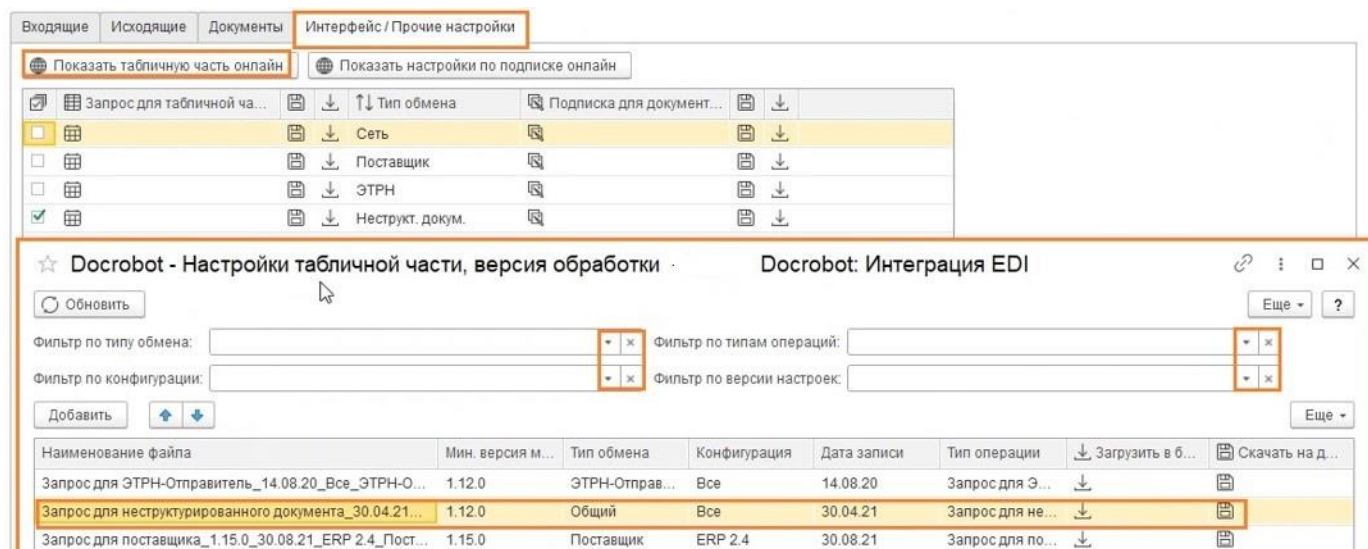 Входящие Исходящие Документы Интерфейс / Прочие настройки
Показать табличную часть онлайн Показать настройки по подписке онлайн
Запрос для табличной ча... Тип обмена Подписка для документ...
Сеть
Поставщик
ЭТРН
Неструкт. докум.
Docrobot - Настройки табличной части, версия обработки - Docrobot: Интеграция EDI
Обновить Еще ?
Фильтр по типу обмена: Фильтр по типам операций:
Фильтр по конфигурации: Фильтр по версии настроек:
Добавить Еще
Наименование файла Мин. версия м... Тип обмена Конфигурация Дата записи Тип операции Загрузить в б... Скачать на д...
Запрос для ЭТРН-Отправитель_14.08.20_Все_ЭТРН-О... 1.12.0 ЭТРН-Отправ... Все 14.08.20 Запрос для Э...
Запрос для неструктурированного документа_30.04.21... 1.12.0 Общий Все 30.04.21 Запрос для не...
Запрос для поставщика_1.15.0_30.08.21_ERP 2.4_Пост... 1.15.0 Поставщик ERP 2.4 30.08.21 Запрос для по...